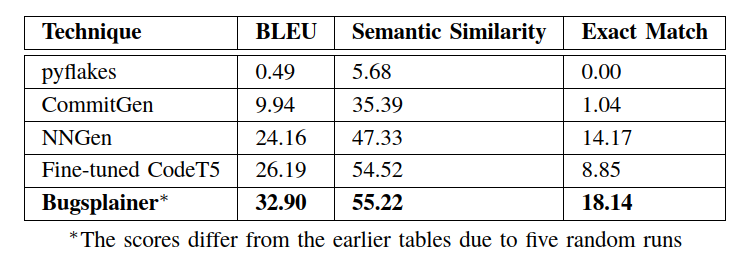 Technique BLEU Semantic Similarity Exact Match
pyflakes 0.49 5.68 0.00
CommitGen 9.94 35.39 1.04
NNGen 24.16 47.33 14.17
Fine-tuned CodeT5 26.19 54.52 8.85
Bugsplainer* 32.90 55.22 18.14
*The scores differ from the earlier tables due to five random runs